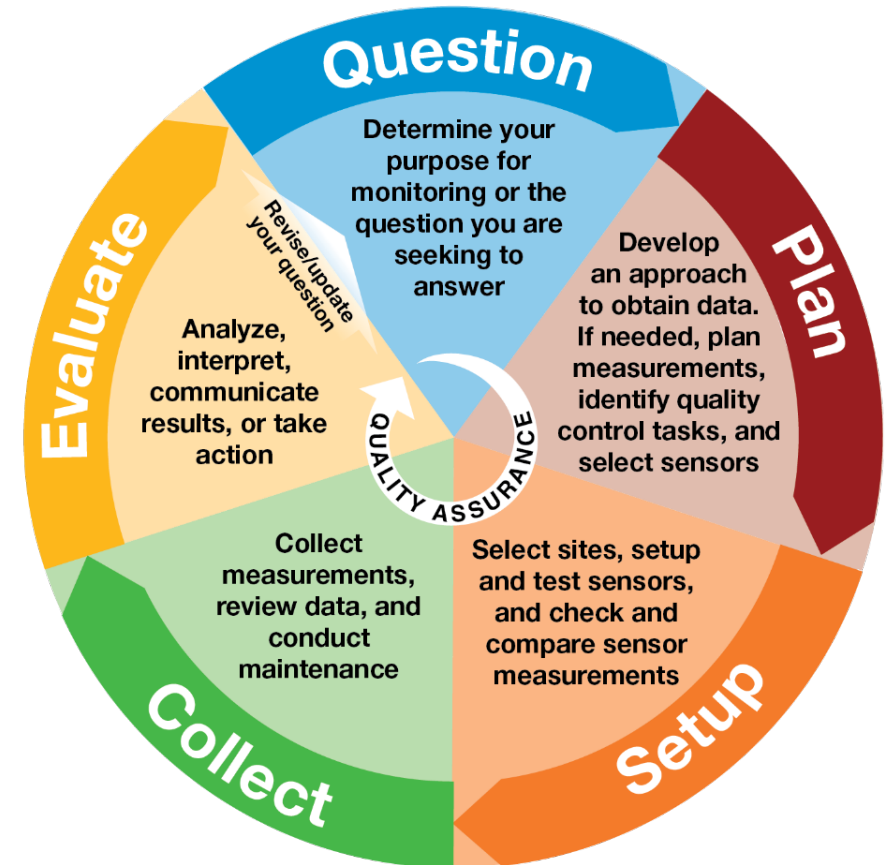 Question
Determine your
purpose for
monitoring or the
question you are
seeking to
answer
Plan
Develop
an approach
to obtain data.
If needed, plan
measurements,
identify quality
control tasks, and
select sensors
Setup
Select sites, setup
and test sensors,
and check and
compare sensor
measurements
Collect
Collect
measurements,
review data, and
conduct
maintenance
Evaluate
Analyze,
interpret,
communicate
results, or take
action
Revise/update
your question
QUALITY ASSURANCE